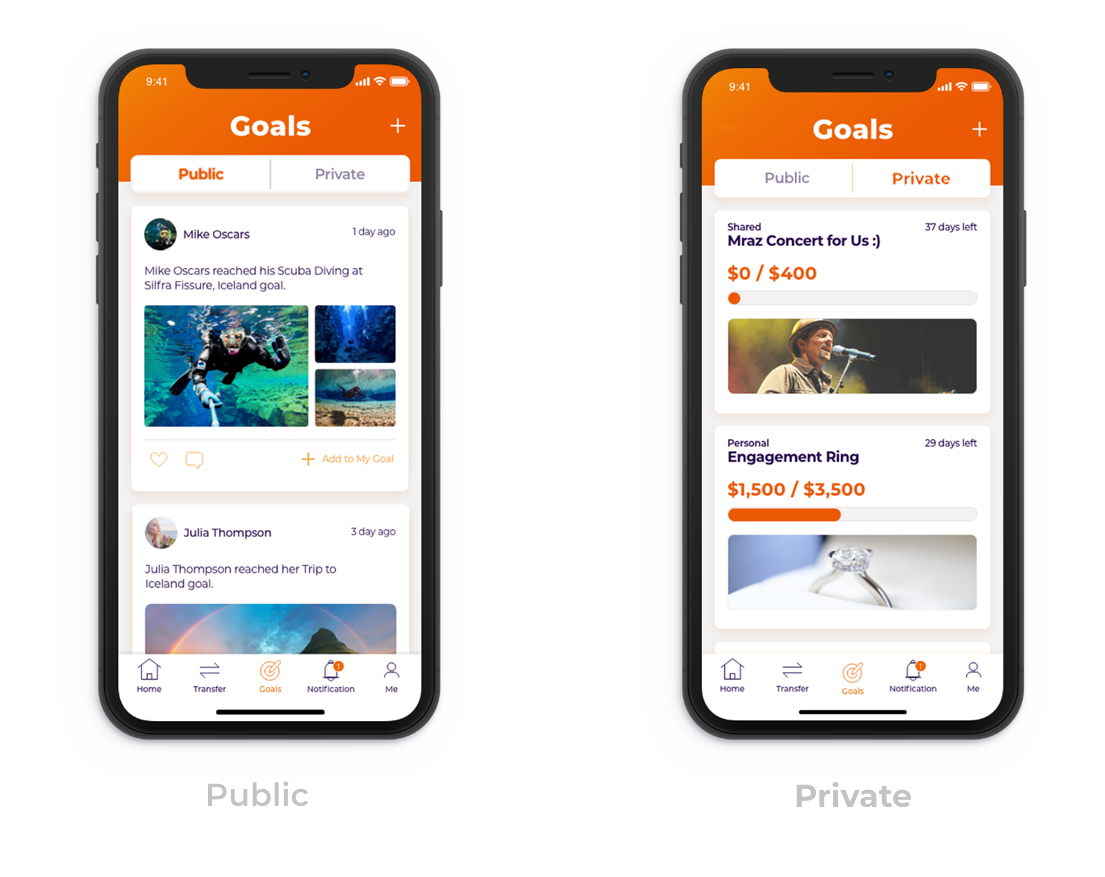 9:41
Goals
+
Public Private
Mike Oscars 1 day ago
Mike Oscars reached his Scuba Diving at
Silfra Fissure, Iceland goal.
+ Add to My Goal
Julia Thompson 3 day ago
Julia Thompson reached her Trip to
Iceland goal.
1
Home Transfer Goals Notification Me
Public
9:41
Goals
+
Public Private
Shared 37 days left
Mraz Concert for Us :)
$0 / $400
Personal 29 days left
Engagement Ring
$1,500 / $3,500
1
Home Transfer Goals Notification Me
Private